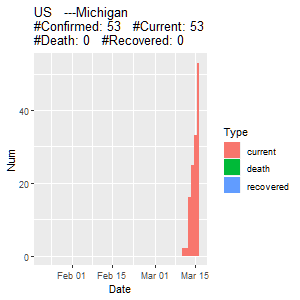 US   ---Michigan
#Confirmed: 53   #Current: 53
#Death: 0   #Recovered: 0
Num
40
20
0
Feb 01
Feb 15
Mar 01
Mar 15
Date
Type
current
death
recovered